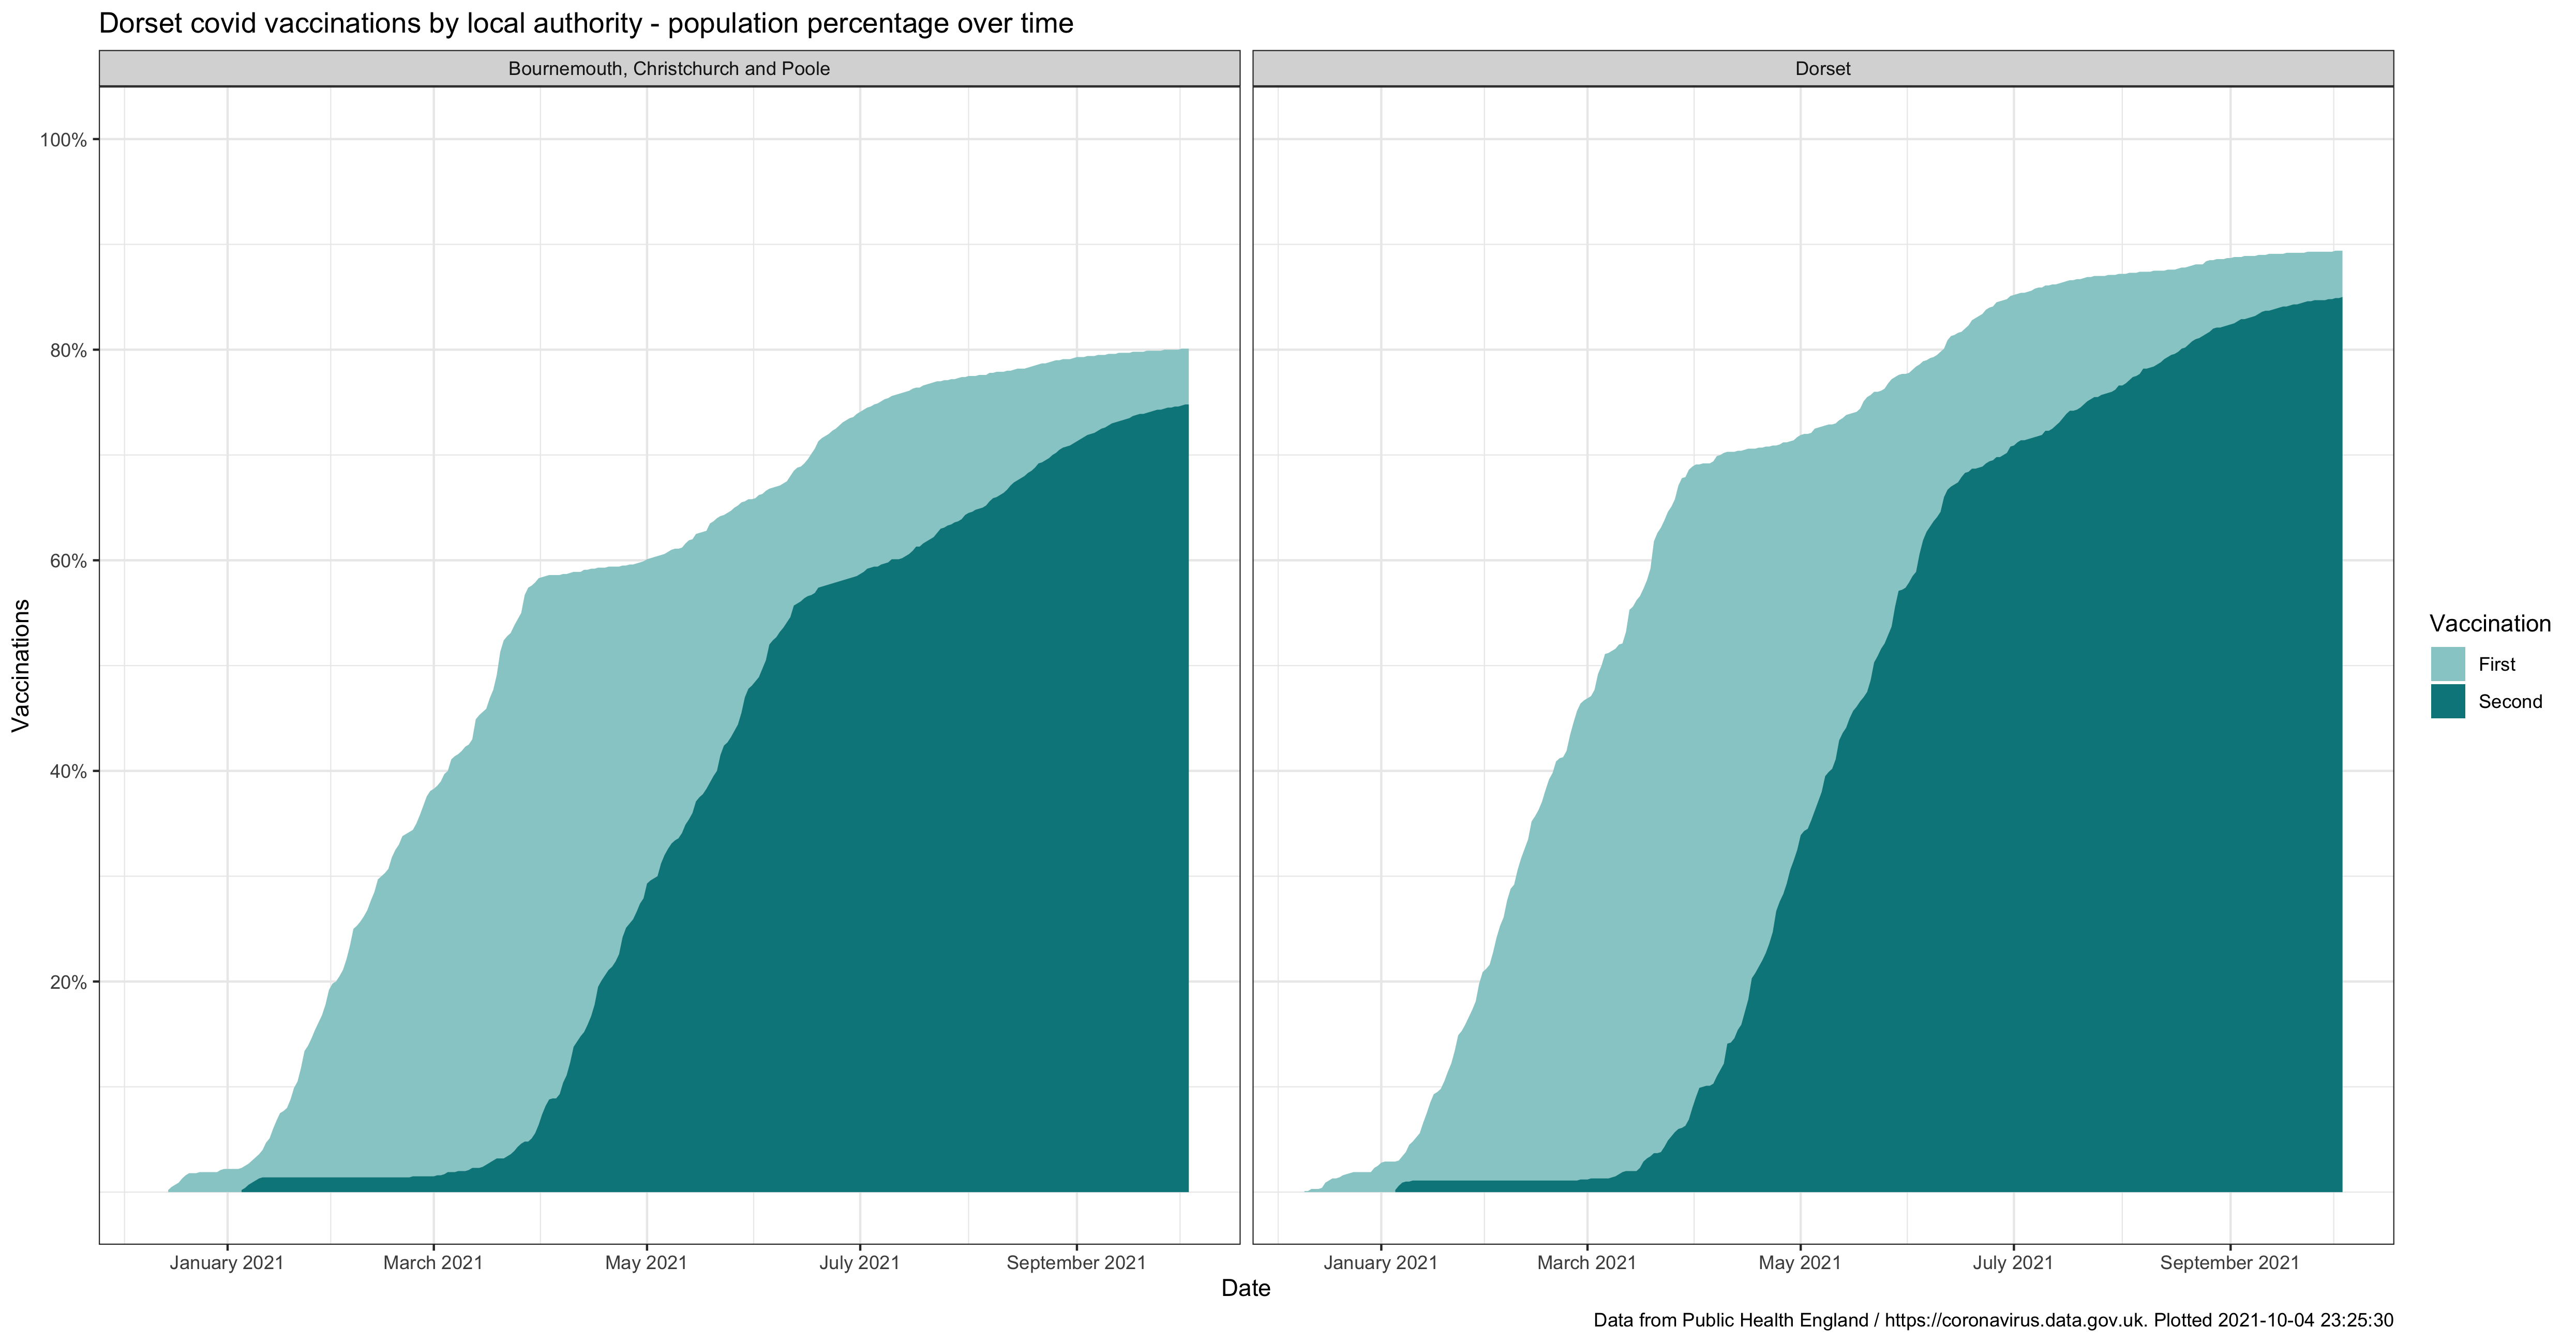 Dorset covid vaccinations by local authority - population percentage over time
Bournemouth, Christchurch and Poole
Dorset
Vaccinations
100%
80%
60%
40%
20%
January 2021
March 2021
May 2021
July 2021
September 2021
January 2021
March 2021
May 2021
July 2021
September 2021
Date
Vaccination
First
Second
Data from Public Health England / https://coronavirus.data.gov.uk. Plotted 2021-10-04 23:25:30